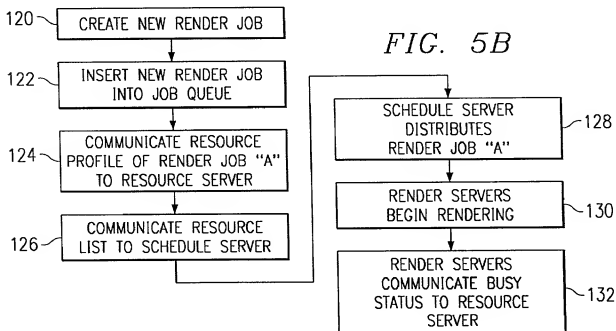 120
CREATE NEW RENDER JOB
122
INSERT NEW RENDER JOB
INTO JOB QUEUE
124
COMMUNICATE RESOURCE
PROFILE OF RENDER JOB "A"
TO RESOURCE SERVER
126
COMMUNICATE RESOURCE
LIST TO SCHEDULE SERVER
FIG. 5B
SCHEDULE SERVER
DISTRIBUTES
RENDER JOB "A"
128
RENDER SERVERS
BEGIN RENDERING
130
RENDER SERVERS
COMMUNICATE BUSY
STATUS TO RESOURCE
SERVER
132